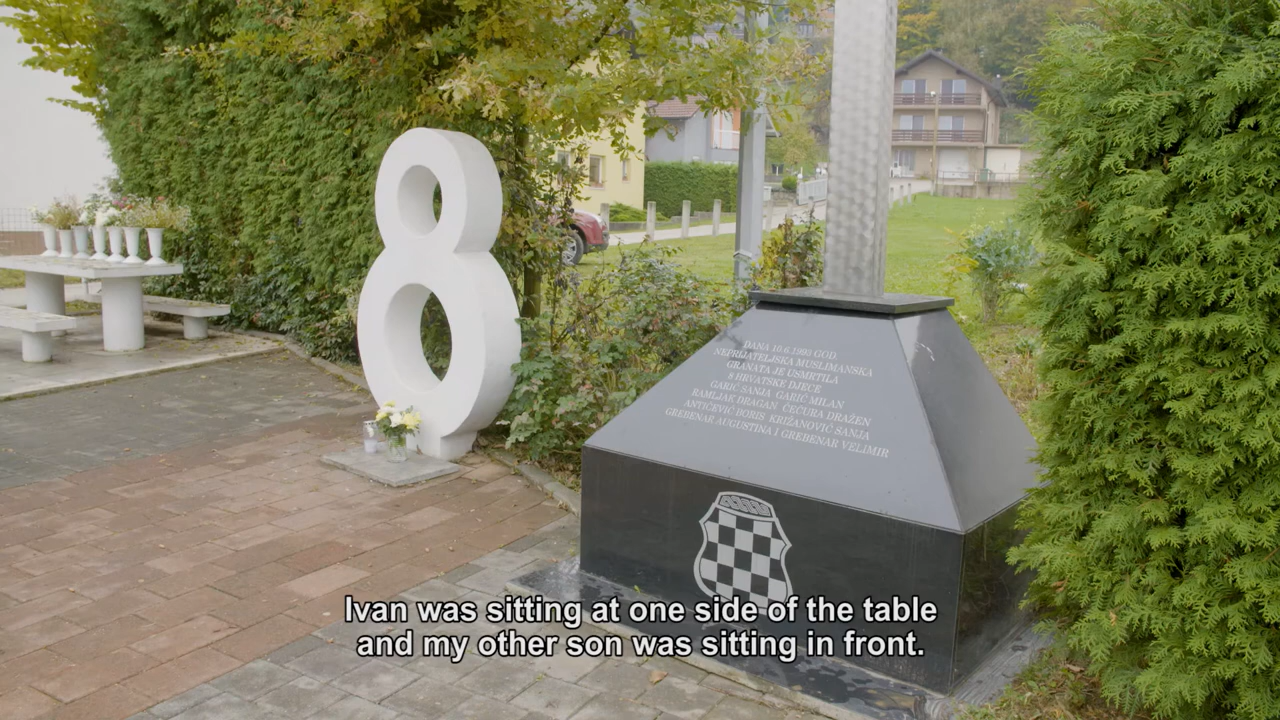 8
DANA 10.6.1993 GOD.
NEPRIJATELJSKA MUSLIMANSKA
GRANATA JE USMRTILA
8 HRVATSKE DJECE
GARIĆ SANJA GARIĆ MILAN
RAMLJAK DRAGAN ČEČURA DRAŽEN
ANTIČEVIĆ BORIS KRIŽANOVIĆ SANJA
GREBENAR AUGUSTINA I GREBENAR VELIMIR
Ivan was sitting at one side of the table
and my other son was sitting in front.